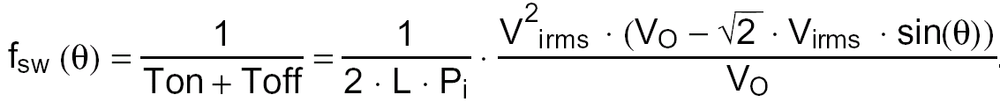 f_sw (θ) = 1 / (Ton + Toff) = 1 / (2 · L · P_i) · V²_irms · (V_O − √2 · V_irms · sin(θ)) / V_O